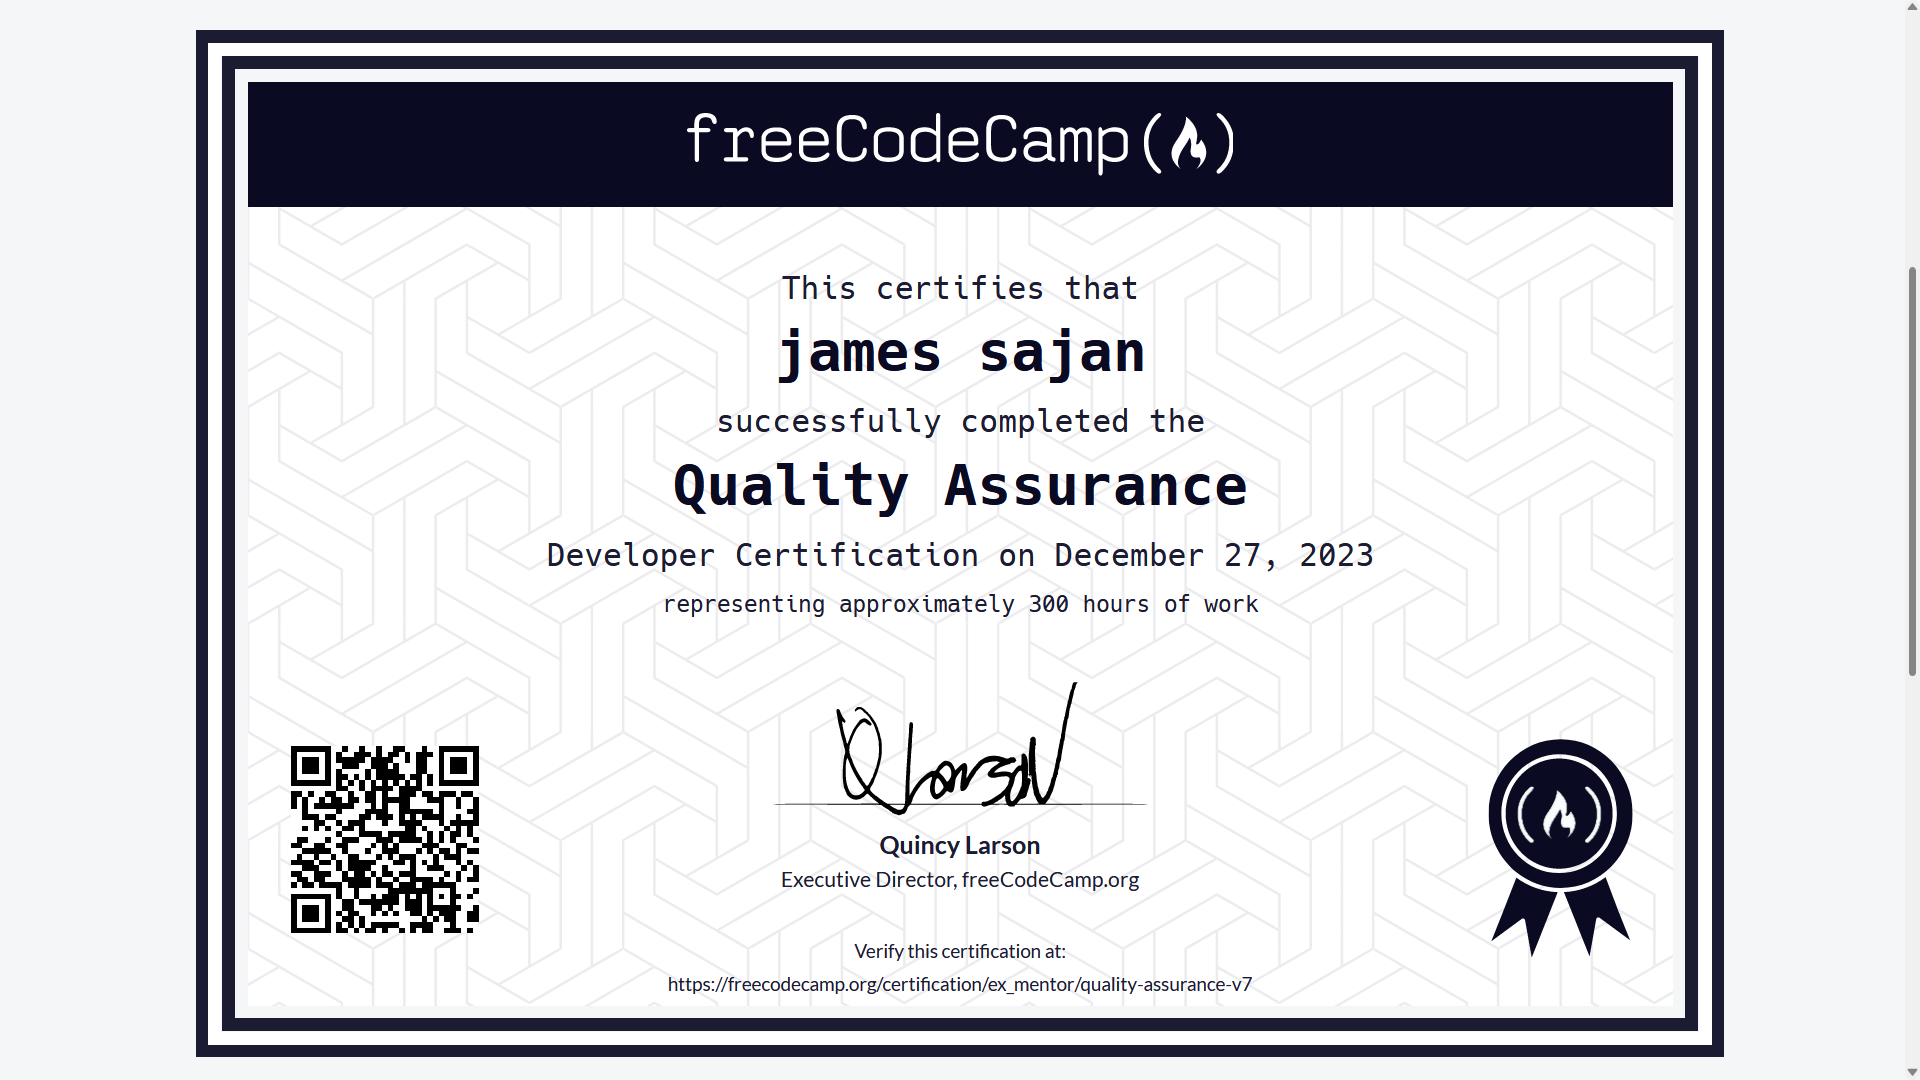 freeCodeCamp
This certifies that
james sajan
successfully completed the
Quality Assurance
Developer Certification on December 27, 2023
representing approximately 300 hours of work
Quincy Larson
Executive Director, freeCodeCamp.org
Verify this certification at:
https://freecodecamp.org/certification/ex_mentor/quality-assurance-v7